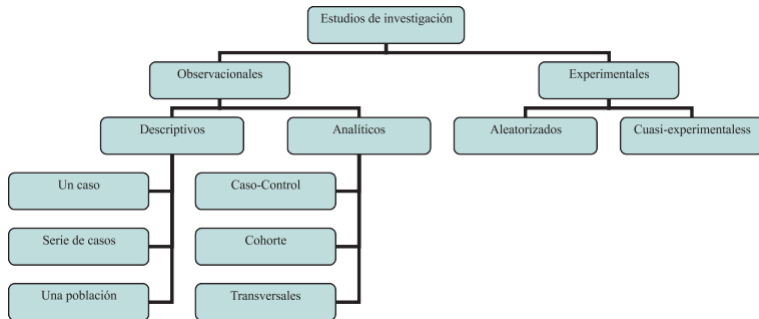 Estudios de investigación
Observacionales
Experimentales
Descriptivos
Analíticos
Aleatorizados
Cuasi-experimentaless
Un caso
Caso-Control
Serie de casos
Cohorte
Una población
Transversales